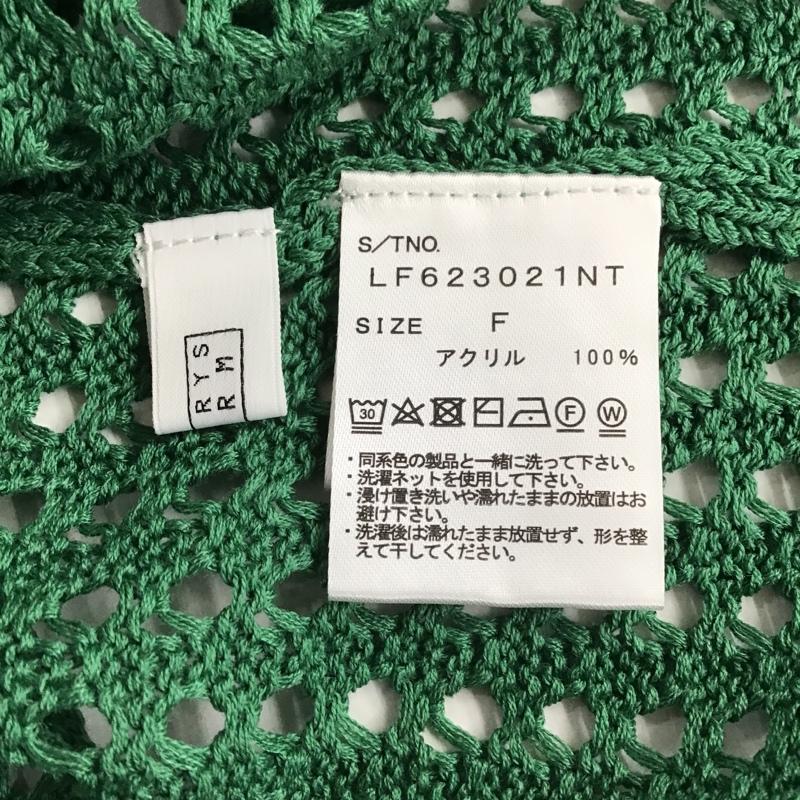 S/TNO.
LF623021NT
SIZE F
アクリル 100%
30
F
W
・同系色の製品と一緒に洗って下さい。
・洗濯ネットを使用して下さい。
・浸け置き洗いや濡れたままの放置はお
避け下さい。
・洗濯後は濡れたまま放置せず、形を整
えて干してください。
RYS
RM